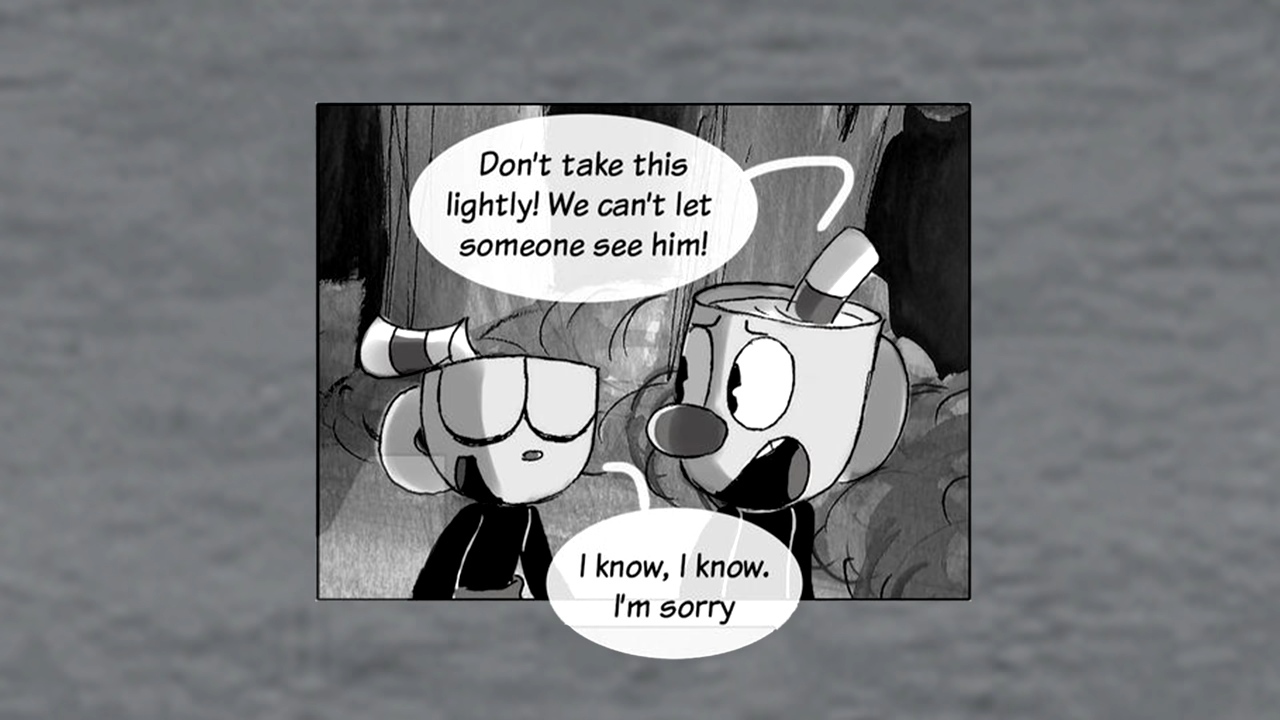 Don't take this
lightly! We can't let
someone see him!
I know, I know.
I'm sorry